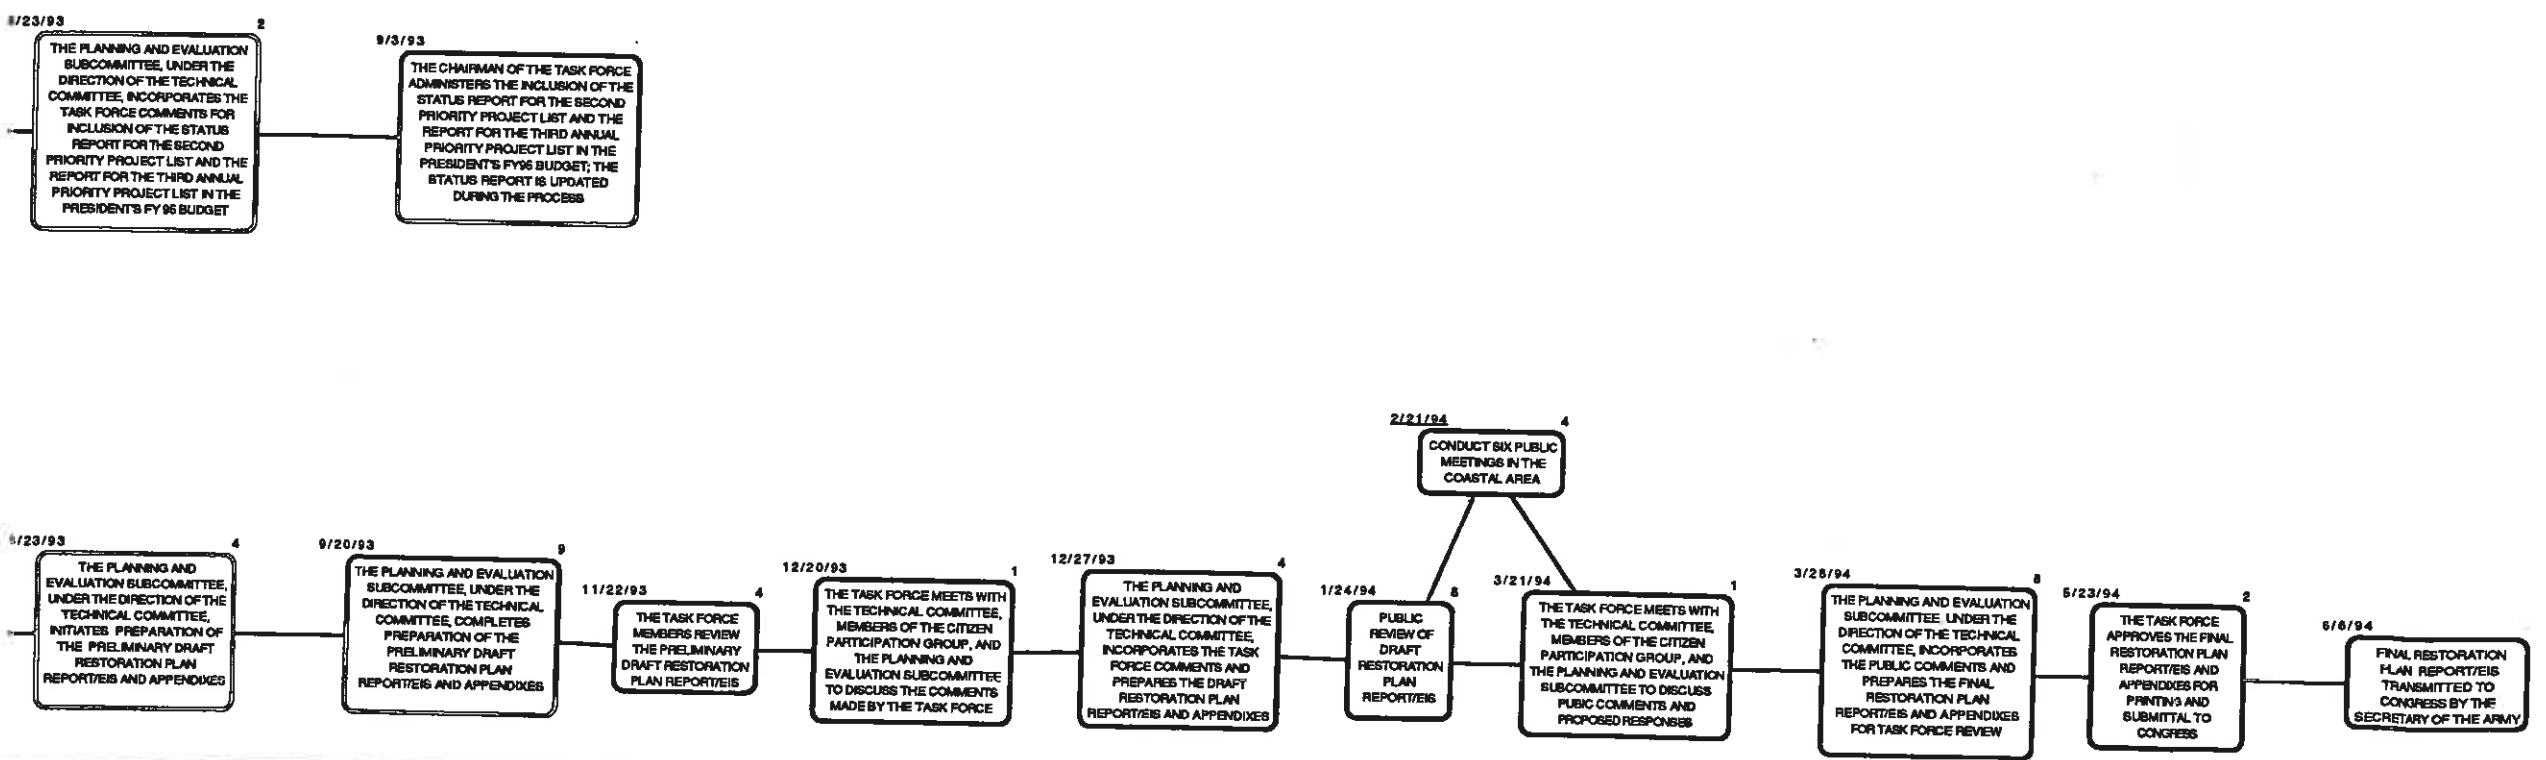 /23/93
2
THE PLANNING AND EVALUATION
SUBCOMMITTEE, UNDER THE
DIRECTION OF THE TECHNICAL
COMMITTEE, INCORPORATES THE
TASK FORCE COMMENTS FOR
INCLUSION OF THE STATUS
REPORT FOR THE SECOND
PRIORITY PROJECT LIST AND THE
REPORT FOR THE THIRD ANNUAL
PRIORITY PROJECT LIST IN THE
PRESIDENT'S FY 95 BUDGET
9/3/93
THE CHAIRMAN OF THE TASK FORCE
ADMINISTERS THE INCLUSION OF THE
STATUS REPORT FOR THE SECOND
PRIORITY PROJECT LIST AND THE
REPORT FOR THE THIRD ANNUAL
PRIORITY PROJECT LIST IN THE
PRESIDENT'S FY95 BUDGET; THE
STATUS REPORT IS UPDATED
DURING THE PROCESS
2/21/94
4
CONDUCT SIX PUBLIC
MEETINGS IN THE
COASTAL AREA
/23/93
4
THE PLANNING AND
EVALUATION SUBCOMMITTEE,
UNDER THE DIRECTION OF THE
TECHNICAL COMMITTEE,
INITIATES PREPARATION OF
THE PRELIMINARY DRAFT
RESTORATION PLAN
REPORT/EIS AND APPENDIXES
9/20/93
9
THE PLANNING AND EVALUATION
SUBCOMMITTEE, UNDER THE
DIRECTION OF THE TECHNICAL
COMMITTEE, COMPLETES
PREPARATION OF THE
PRELIMINARY DRAFT
RESTORATION PLAN
REPORT/EIS AND APPENDIXES
11/22/93
4
THE TASK FORCE
MEMBERS REVIEW
THE PRELIMINARY
DRAFT RESTORATION
PLAN REPORT/EIS
12/20/93
1
THE TASK FORCE MEETS WITH
THE TECHNICAL COMMITTEE,
MEMBERS OF THE CITIZEN
PARTICIPATION GROUP, AND
THE PLANNING AND
EVALUATION SUBCOMMITTEE
TO DISCUSS THE COMMENTS
MADE BY THE TASK FORCE
12/27/93
4
THE PLANNING AND
EVALUATION SUBCOMMITTEE,
UNDER THE DIRECTION OF THE
TECHNICAL COMMITTEE,
INCORPORATES THE TASK
FORCE COMMENTS AND
PREPARES THE DRAFT
RESTORATION PLAN
REPORT/EIS AND APPENDIXES
1/24/94
8
PUBLIC
REVIEW OF
DRAFT
RESTORATION
PLAN
REPORT/EIS
3/21/94
1
THE TASK FORCE MEETS WITH
THE TECHNICAL COMMITTEE,
MEMBERS OF THE CITIZEN
PARTICIPATION GROUP, AND
THE PLANNING AND EVALUATION
SUBCOMMITTEE TO DISCUSS
PUBIC COMMENTS AND
PROPOSED RESPONSES
3/28/94
8
THE PLANNING AND EVALUATION
SUBCOMMITTEE, UNDER THE
DIRECTION OF THE TECHNICAL
COMMITTEE, INCORPORATES
THE PUBLIC COMMENTS AND
PREPARES THE FINAL
RESTORATION PLAN
REPORT/EIS AND APPENDIXES
FOR TASK FORCE REVIEW
5/23/94
2
THE TASK FORCE
APPROVES THE FINAL
RESTORATION PLAN
REPORT/EIS AND
APPENDIXES FOR
PRINTING AND
SUBMITTAL TO
CONGRESS
6/6/94
FINAL RESTORATION
PLAN REPORT/EIS
TRANSMITTED TO
CONGRESS BY THE
SECRETARY OF THE ARMY